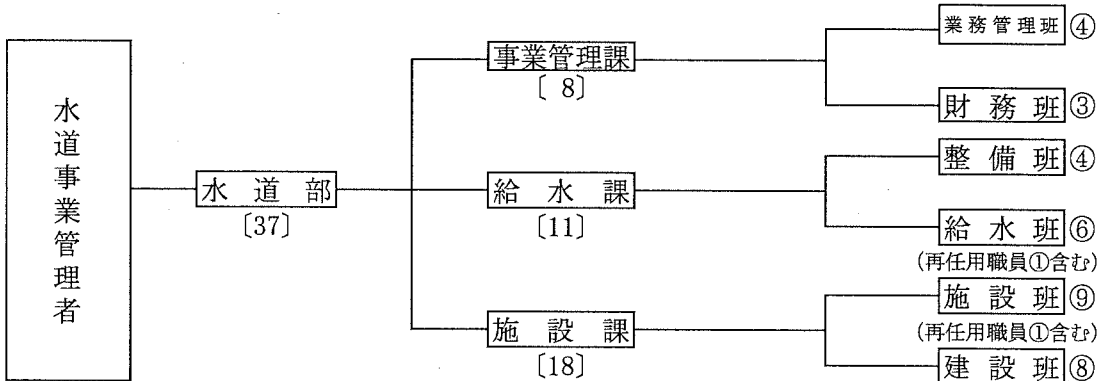 水道事業管理者
水道部
〔37〕
事業管理課
〔 8〕
業務管理班④
財務班③
給水課
〔11〕
整備班④
給水班⑥
(再任用職員①含む)
施設課
〔18〕
施設班⑨
(再任用職員①含む)
建設班⑧